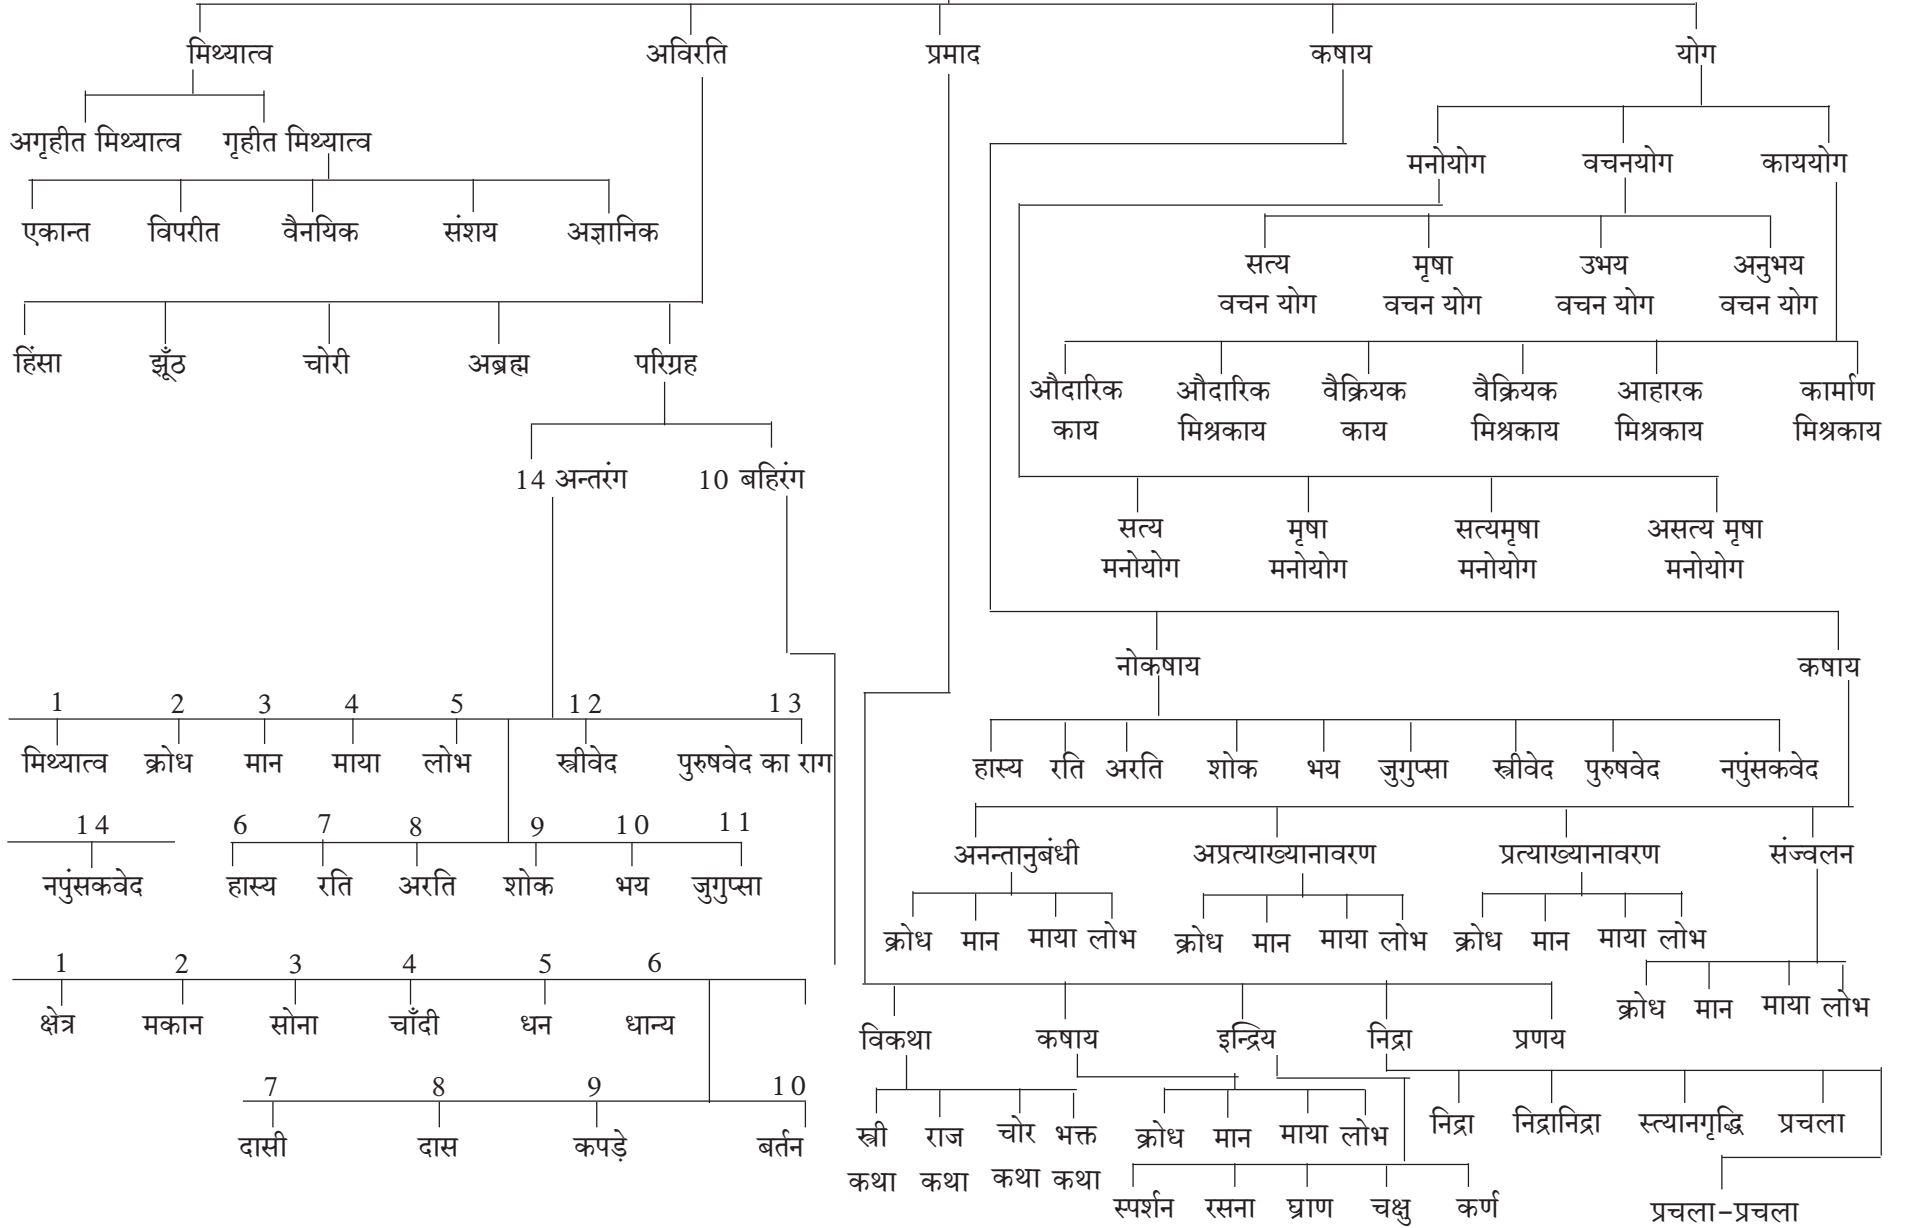 मिथ्यात्व अविरति प्रमाद कषाय योग
अगृहीत मिथ्यात्व गृहीत मिथ्यात्व
मनोयोग वचनयोग काययोग
एकान्त विपरीत वैनयिक संशय अज्ञानिक
सत्य मृषा उभय अनुभय
वचन योग वचन योग वचन योग वचन योग
हिंसा झूँठ चोरी अब्रह्म परिग्रह
औदारिक औदारिक वैक्रियक वैक्रियक आहारक कार्माण
काय मिश्रकाय काय मिश्रकाय मिश्रकाय मिश्रकाय
14 अन्तरंग 10 बहिरंग
सत्य मृषा सत्यमृषा असत्य मृषा
मनोयोग मनोयोग मनोयोग मनोयोग
नोकषाय कषाय
1 2 3 4 5 12 13
मिथ्यात्व क्रोध मान माया लोभ स्त्रीवेद पुरुषवेद का राग
हास्य रति अरति शोक भय जुगुप्सा स्त्रीवेद पुरुषवेद नपुंसकवेद
14 6 7 8 9 10 11
नपुंसकवेद हास्य रति अरति शोक भय जुगुप्सा
अनन्तानुबंधी अप्रत्याख्यानावरण प्रत्याख्यानावरण संज्वलन
क्रोध मान माया लोभ क्रोध मान माया लोभ क्रोध मान माया लोभ
1 2 3 4 5 6
क्षेत्र मकान सोना चाँदी धन धान्य
क्रोध मान माया लोभ
विकथा कषाय इन्द्रिय निद्रा प्रणय
7 8 9 10
दासी दास कपड़े बर्तन
निद्रा निद्रानिद्रा स्त्यानगृद्धि प्रचला
स्त्री राज चोर भक्त क्रोध मान माया लोभ
कथा कथा कथा कथा
स्पर्शन रसना घ्राण चक्षु कर्ण
प्रचला-प्रचला